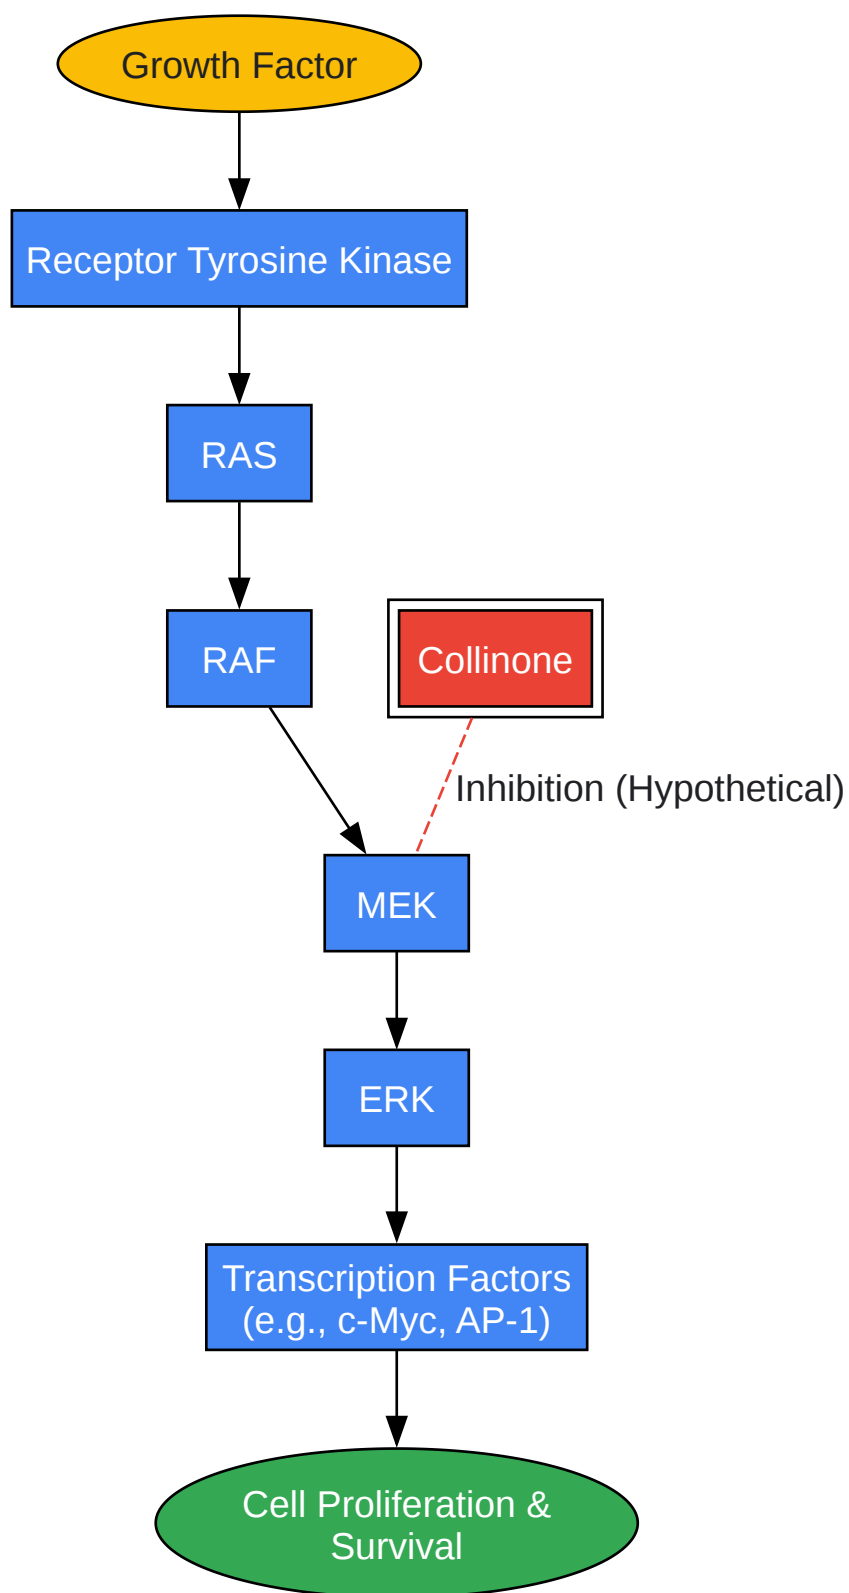 Growth Factor
Receptor Tyrosine Kinase
RAS
RAF
Collinone
Inhibition (Hypothetical)
MEK
ERK
Transcription Factors
(e.g., c-Myc, AP-1)
Cell Proliferation &
Survival